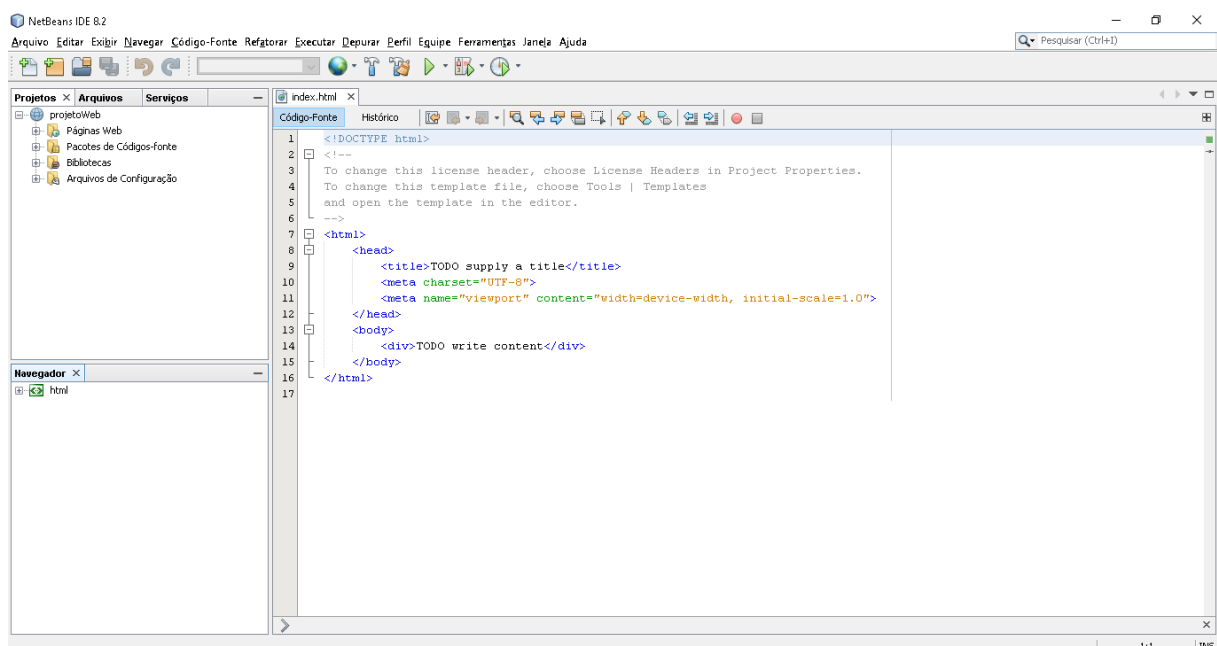 NetBeans IDE 8.2
Arquivo Editar Exibir Navegar Código-Fonte Refatorar Executar Depurar Perfil Equipe Ferramentas Janela Ajuda
Pesquisar (Ctrl+I)
Projetos Arquivos Serviços
projetoWeb
Páginas Web
Pacotes de Códigos-fonte
Bibliotecas
Arquivos de Configuração
Navegador
html
index.html
Código-Fonte Histórico
1 <!DOCTYPE html>
2 <!--
3 To change this license header, choose License Headers in Project Properties.
4 To change this template file, choose Tools | Templates
5 and open the template in the editor.
6 -->
7 <html>
8 <head>
9 <title>TODO supply a title</title>
10 <meta charset="UTF-8">
11 <meta name="viewport" content="width=device-width, initial-scale=1.0">
12 </head>
13 <body>
14 <div>TODO write content</div>
15 </body>
16 </html>
17